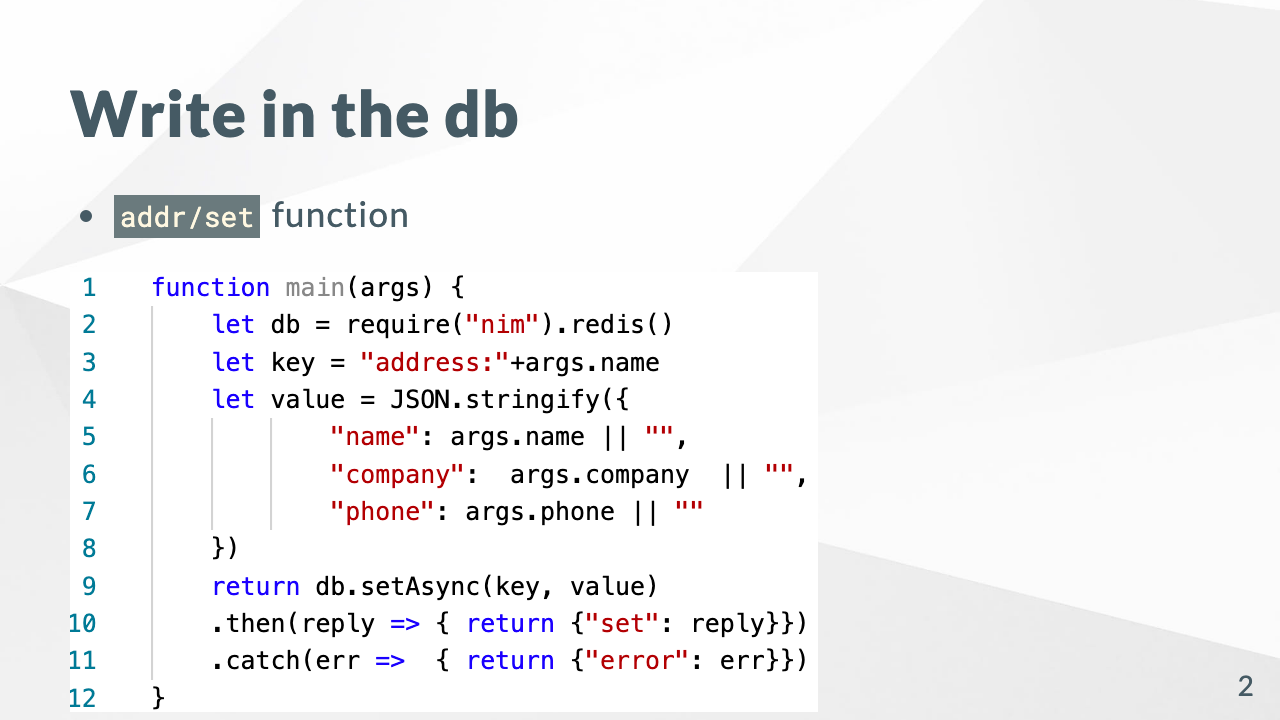 Write in the db
• addr/set function
1 function main(args) {
2     let db = require("nim").redis()
3     let key = "address:"+args.name
4     let value = JSON.stringify({
5             "name": args.name || "",
6             "company":  args.company  || "",
7             "phone": args.phone || ""
8     })
9     return db.setAsync(key, value)
10     .then(reply => { return {"set": reply}})
11     .catch(err =>  { return {"error": err}})
12 }
2